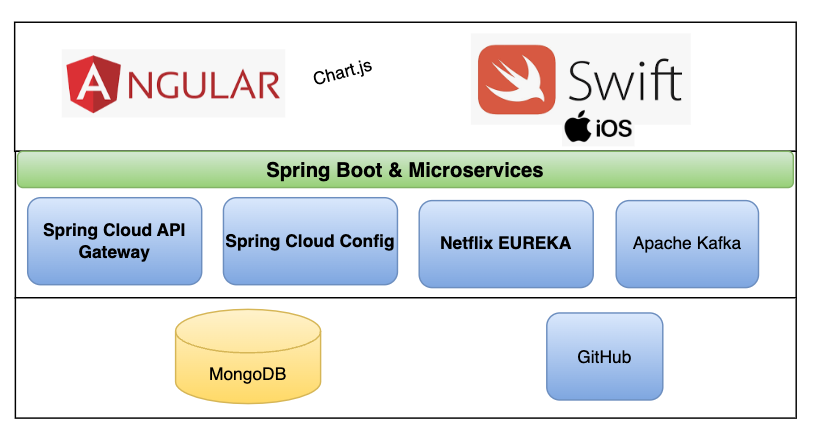 ANGULAR
Chart.js
Swift
iOS
Spring Boot & Microservices
Spring Cloud API
Gateway
Spring Cloud Config
Netflix EUREKA
Apache Kafka
MongoDB
GitHub